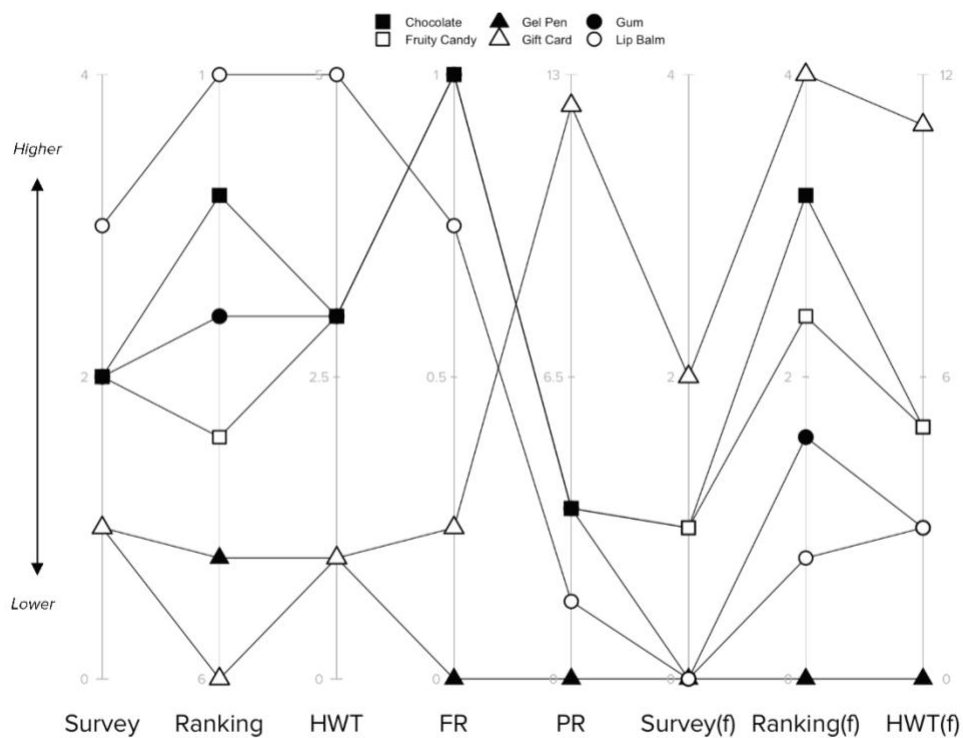 Chocolate Gel Pen Gum
Fruity Candy Gift Card Lip Balm
4 1 5 1 13 4 4 12
Higher
2 2.5 0.5 6.5 2 2 6
Lower
0 6 0 0 0 0 0 0
Survey Ranking HWT FR PR Survey(f) Ranking(f) HWT(f)